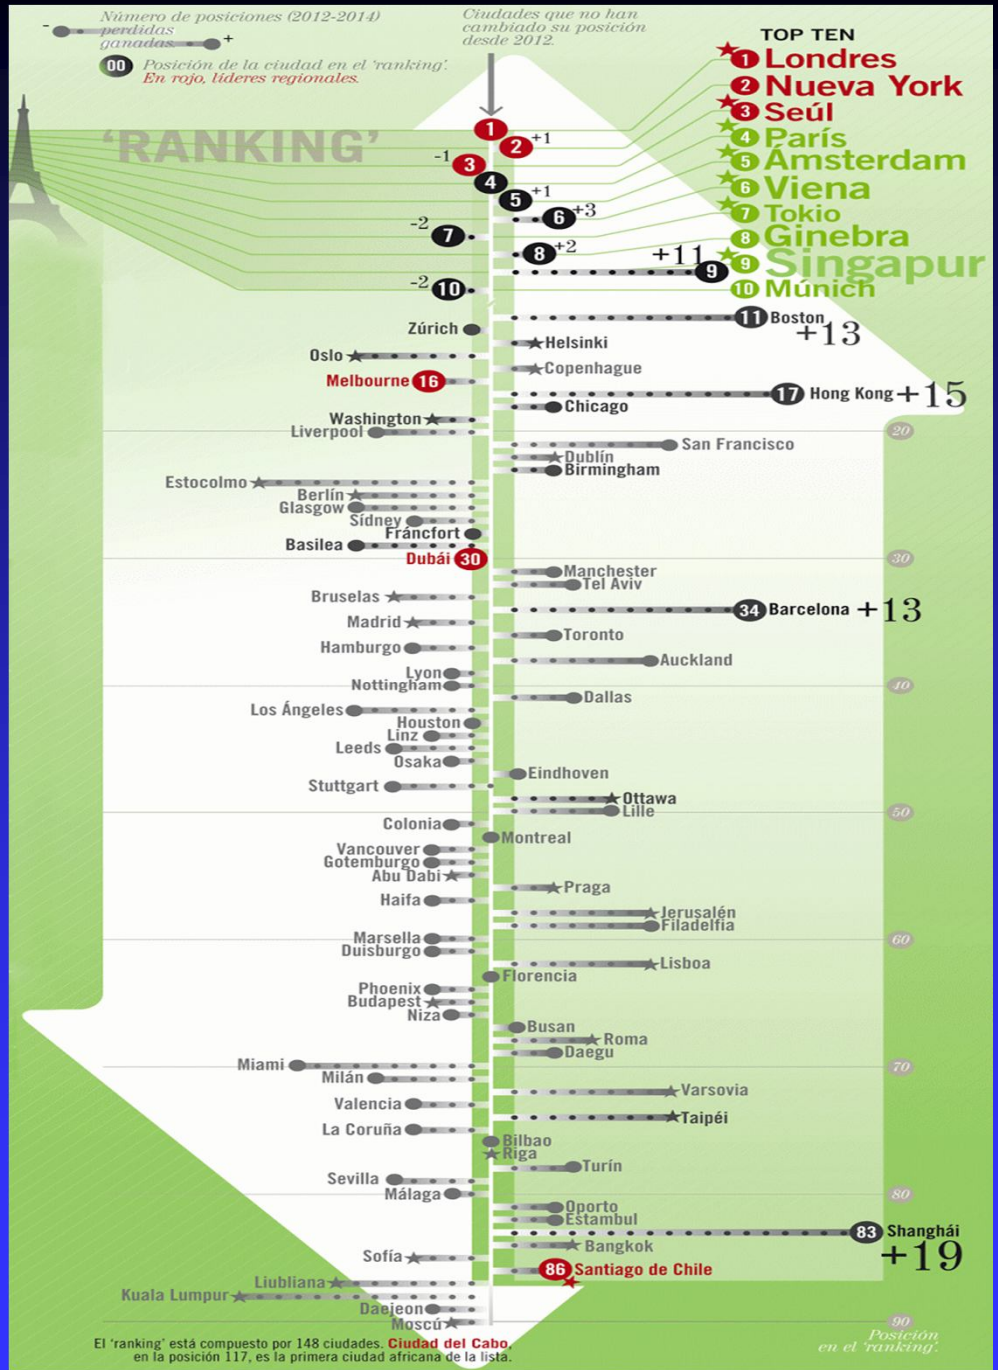 Número de posiciones (2012-2014)
- perdidas
ganadas +
00 Posición de la ciudad en el 'ranking'.
En rojo, líderes regionales.
Ciudades que no han
cambiado su posición
desde 2012.
TOP TEN
1 Londres
2 Nueva York
3 Seúl
4 París
5 Ámsterdam
6 Viena
7 Tokio
8 Ginebra
9 Singapur
10 Múnich
'RANKING'
1
2 +1
-1 3
4
5 +1
6 +3
-2 7
8 +2
+11 9
-2 10
11 Boston
+13
Zúrich
Helsinki
Oslo
Copenhague
Melbourne 16
17 Hong Kong +15
Chicago
Washington
Liverpool
20
San Francisco
Dublín
Birmingham
Estocolmo
Berlín
Glasgow
Sídney
Fráncfort
Basilea
Dubái 30
30
Manchester
Tel Aviv
Bruselas
34 Barcelona +13
Madrid
Toronto
Hamburgo
Auckland
Lyon
Nottingham
40
Dallas
Los Ángeles
Houston
Linz
Leeds
Osaka
Eindhoven
Stuttgart
Ottawa
Lille
50
Colonia
Montreal
Vancouver
Gotemburgo
Abu Dabi
Praga
Haifa
Jerusalén
Filadelfia
Marsella
60
Duisburgo
Lisboa
Florencia
Phoenix
Budapest
Niza
Busan
Roma
Daegu
Miami
70
Milán
Varsovia
Valencia
Taipéi
La Coruña
Bilbao
Riga
Turín
Sevilla
Málaga
80
Oporto
Estambul
83 Shanghái
+19
Bangkok
Sofía
86 Santiago de Chile
Liubliana
Kuala Lumpur
Daejeon
Moscú
90
Posición
en el 'ranking'.
El 'ranking' está compuesto por 148 ciudades. Ciudad del Cabo,
en la posición 117, es la primera ciudad africana de la lista.